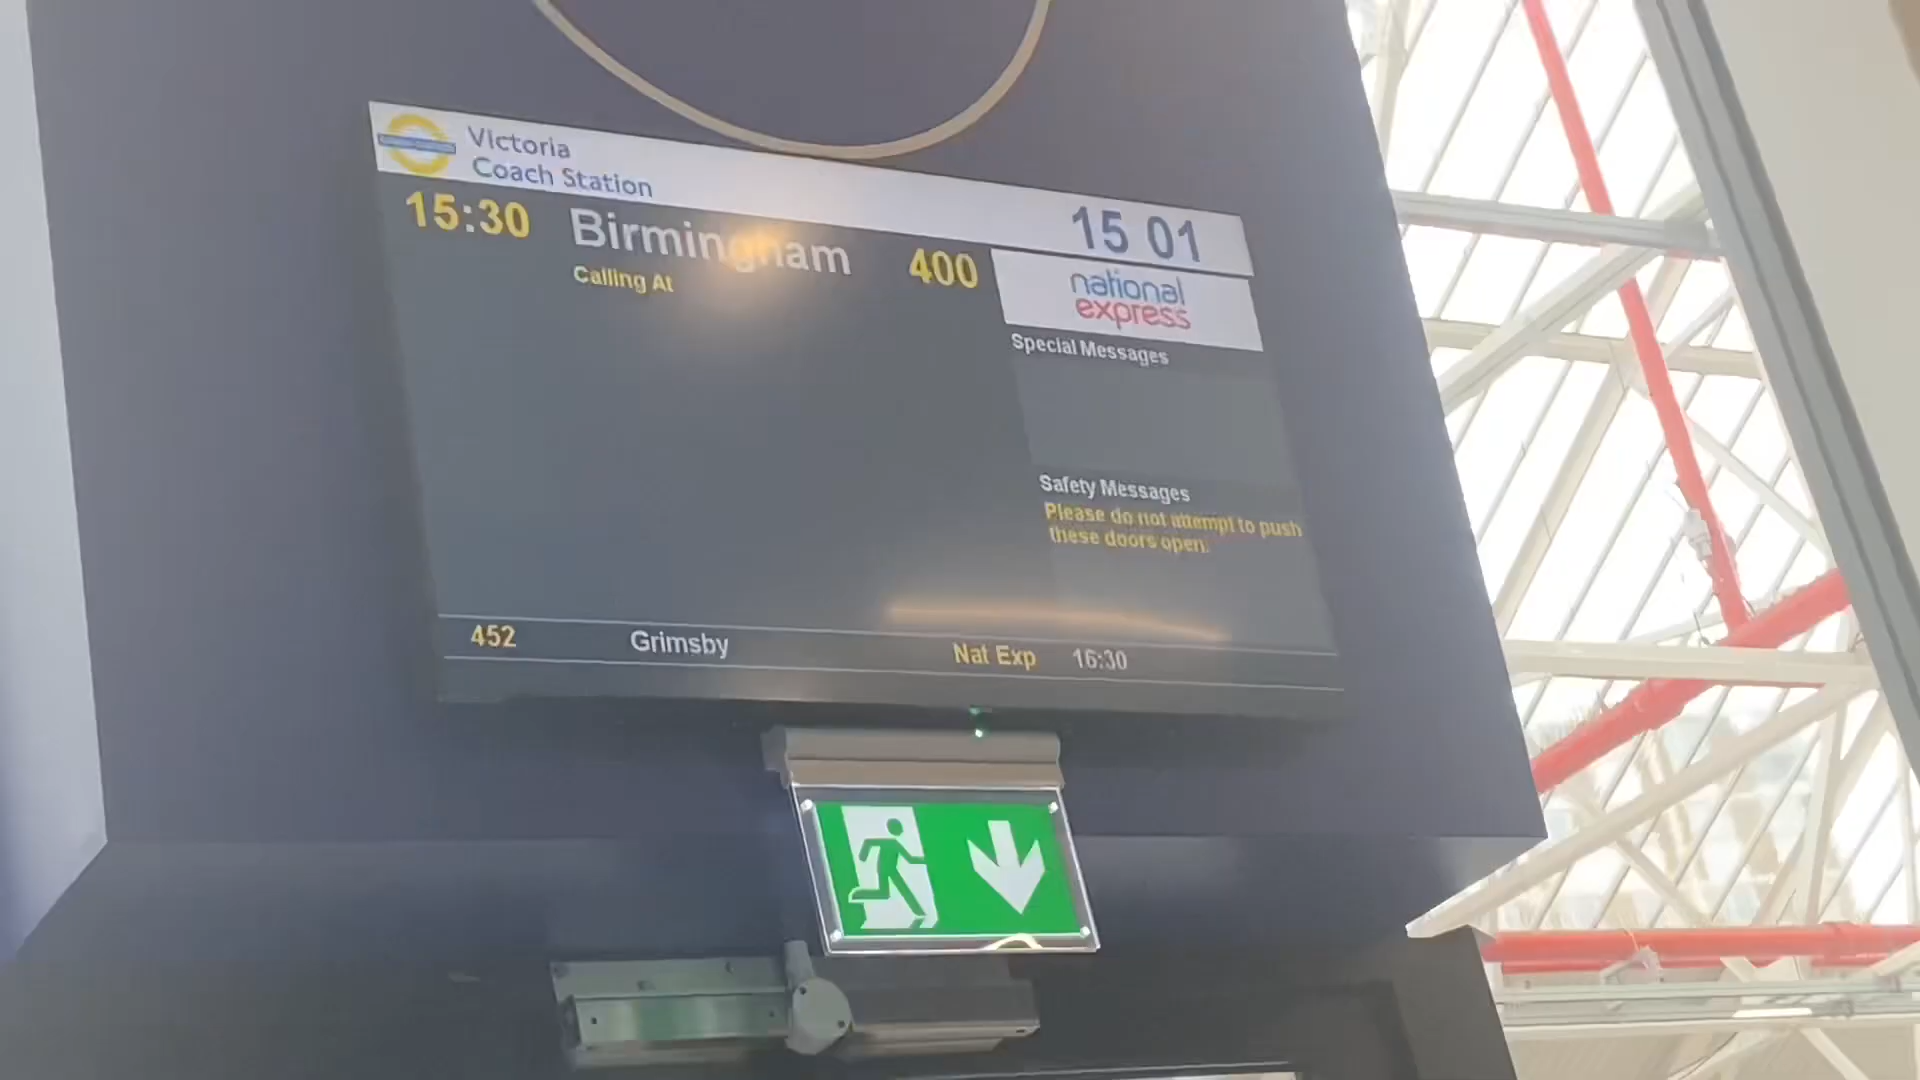 Victoria
Coach Station
15 01
15:30 Birmingham 400
Calling At
national
express
Special Messages
Safety Messages
Please do not attempt to push
these doors open.
452 Grimsby Nat Exp 16:30